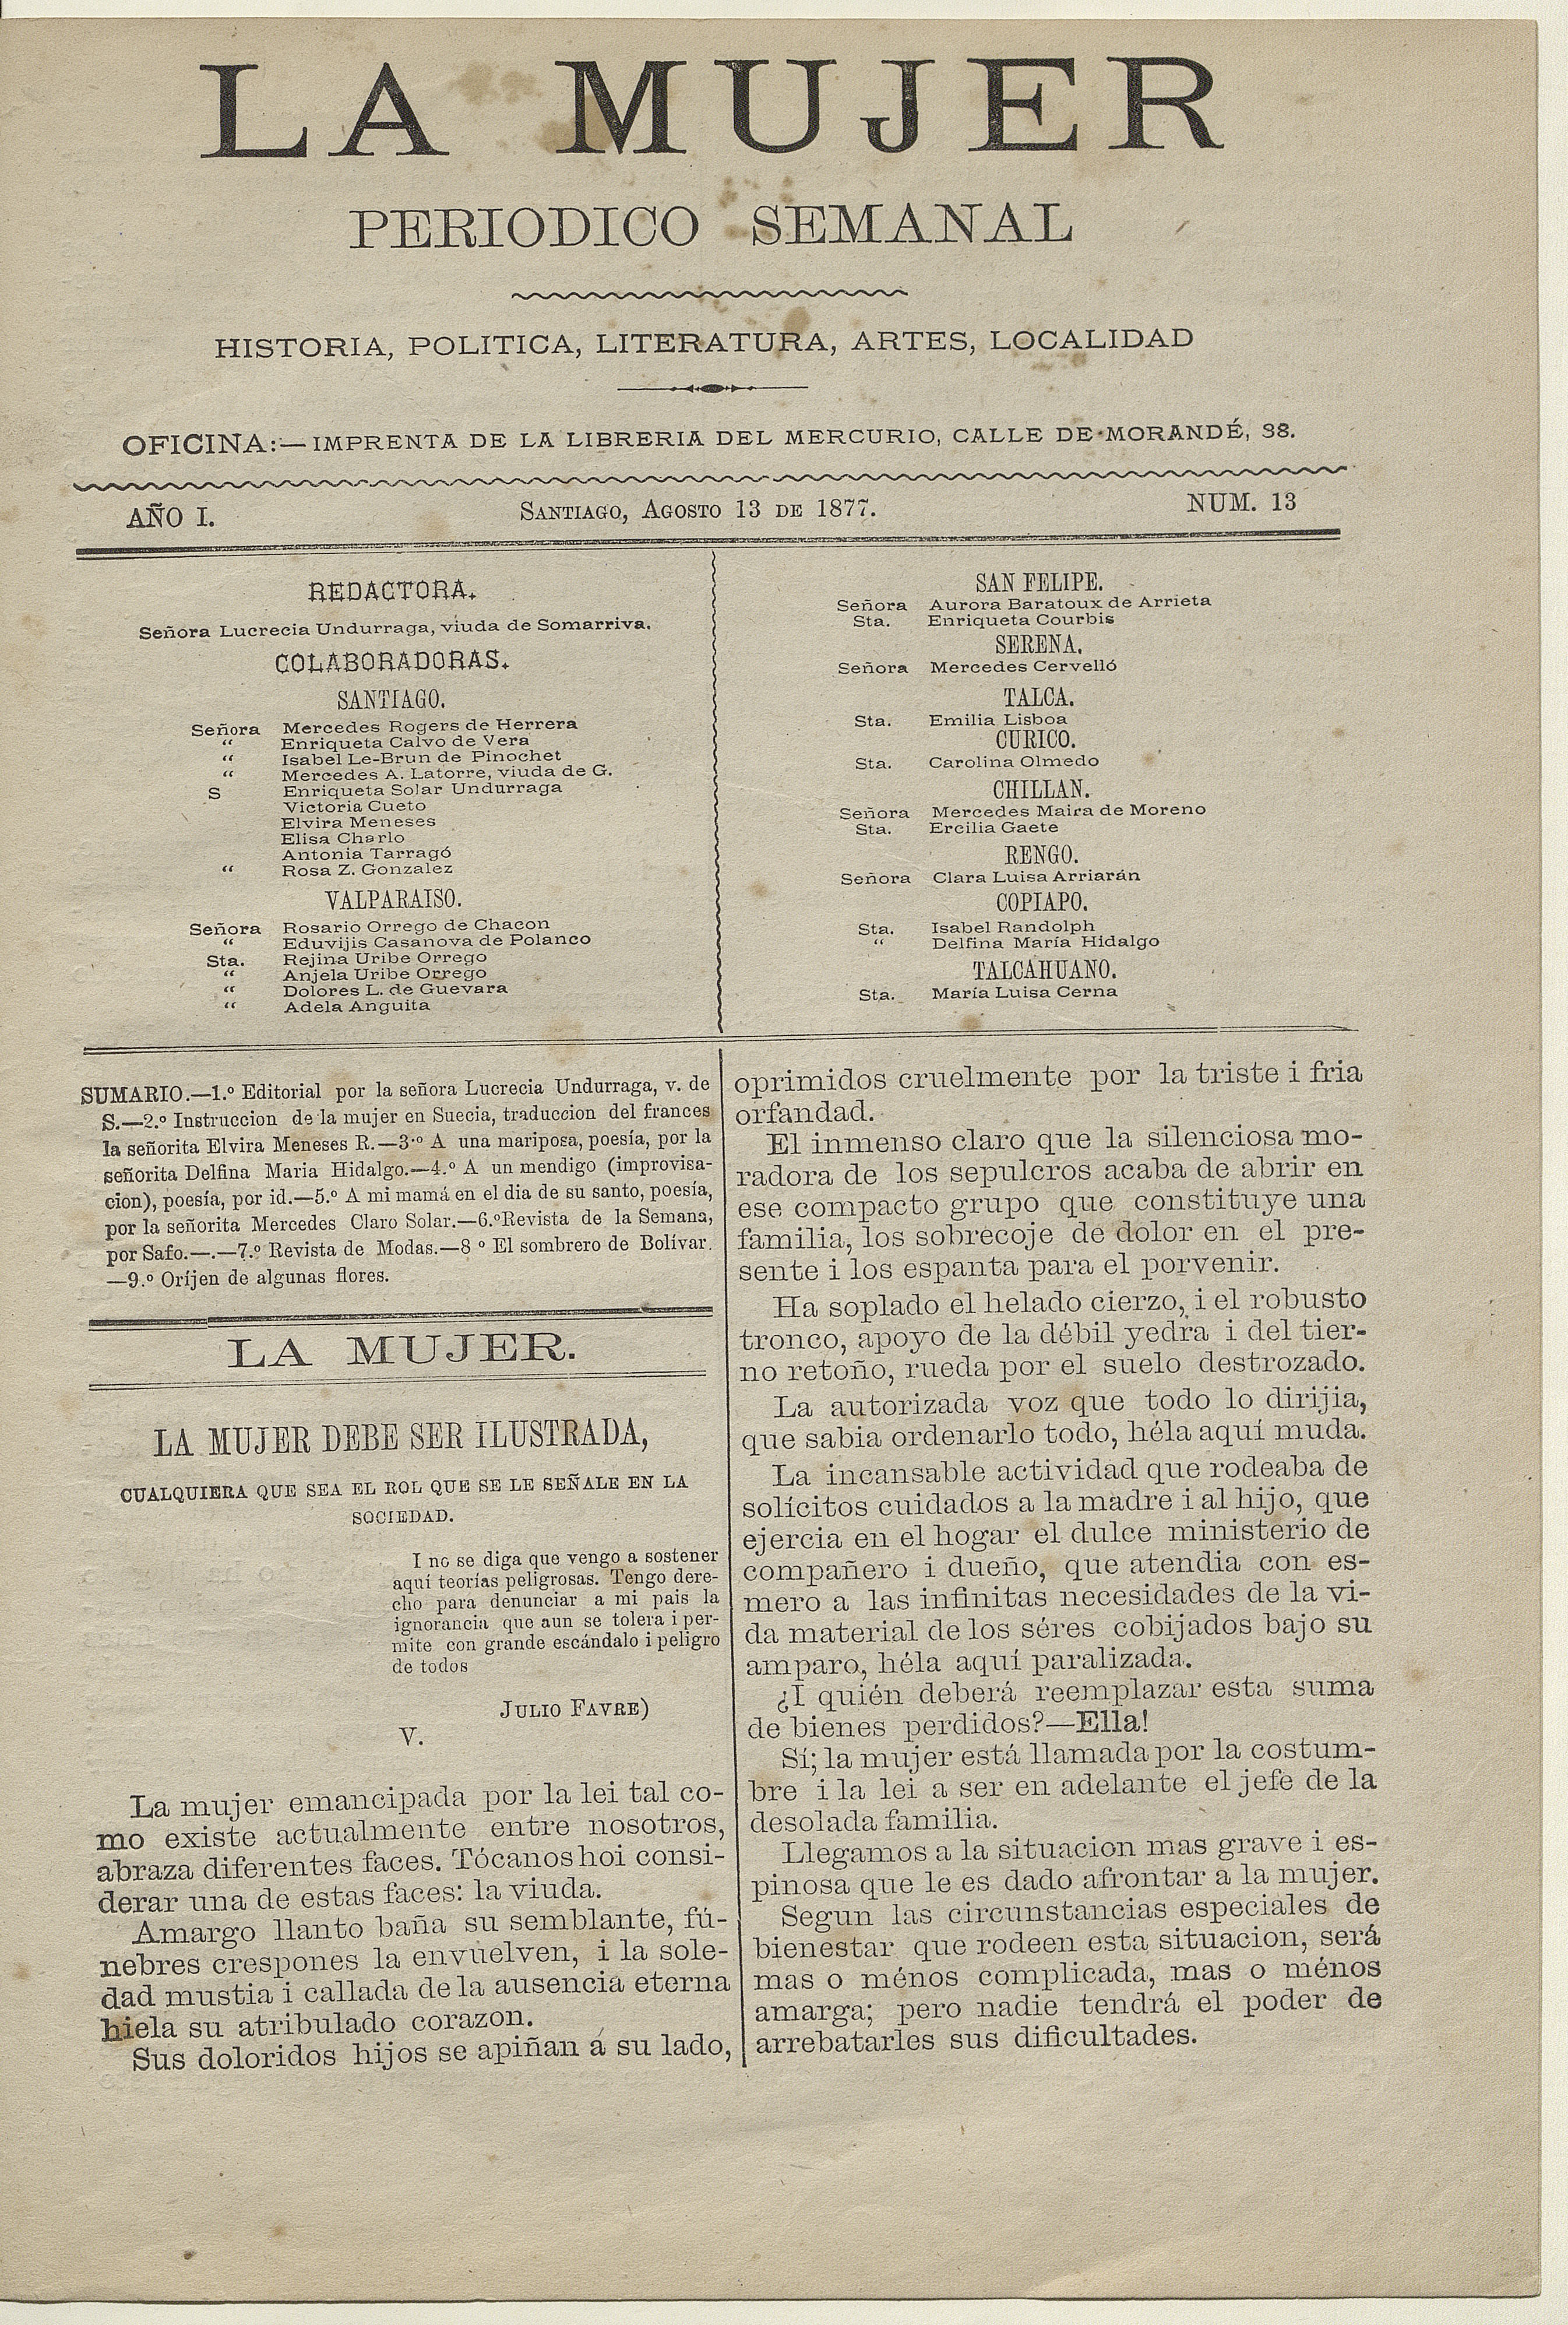 LA MUJER
PERIODICO SEMANAL
HISTORIA, POLITICA, LITERATURA, ARTES, LOCALIDAD
OFICINA:—IMPRENTA DE LA LIBRERIA DEL MERCURIO, CALLE DE MORANDÉ, 38.
AÑO I. Santiago, Agosto 13 de 1877. NUM. 13
REDACTORA.
Señora Lucrecia Undurraga, viuda de Somarriva.
COLABORADORAS.
SANTIAGO.
Señora Mercedes Rogers de Herrera
“ Enriqueta Calvo de Vera
“ Isabel Le-Brun de Pinochet
“ Mercedes A. Latorre, viuda de G.
S Enriqueta Solar Undurraga
Victoria Cueto
Elvira Meneses
Elisa Charlo
Antonia Tarragó
“ Rosa Z. Gonzalez
VALPARAISO.
Señora Rosario Orrego de Chacon
“ Eduvijis Casanova de Polanco
Sta. Rejina Uribe Orrego
“ Anjela Uribe Orrego
“ Dolores L. de Guevara
“ Adela Anguita
SAN FELIPE.
Señora Aurora Baratoux de Arrieta
Sta. Enriqueta Courbis
SERENA.
Señora Mercedes Cervelló
TALCA.
Sta. Emilia Lisboa
CURICO.
Sta. Carolina Olmedo
CHILLAN.
Señora Mercedes Maira de Moreno
Sta. Ercilia Gaete
RENGO.
Señora Clara Luisa Arriarán
COPIAPO.
Sta. Isabel Randolph
“ Delfina María Hidalgo
TALCAHUANO.
Sta. María Luisa Cerna
SUMARIO.—1.º Editorial por la señora Lucrecia Undurraga, v. de
S.—2.º Instruccion de la mujer en Suecia, traduccion del frances
la señorita Elvira Meneses R.—3.º A una mariposa, poesía, por la
señorita Delfina Maria Hidalgo.—4.º A un mendigo (improvisa-
cion), poesía, por id.—5.º A mi mamá en el dia de su santo, poesía,
por la señorita Mercedes Claro Solar.—6.º Revista de la Semana,
por Safo.—.—7.º Revista de Modas.—8 º El sombrero de Bolívar.
—9.º Oríjen de algunas flores.
LA MUJER.
LA MUJER DEBE SER ILUSTRADA,
CUALQUIERA QUE SEA EL ROL QUE SE LE SEÑALE EN LA
SOCIEDAD.
I no se diga que vengo a sostener
aquí teorías peligrosas. Tengo dere-
cho para denunciar a mi pais la
ignorancia que aun se tolera i per-
mite con grande escándalo i peligro
de todos
Julio Favre)
V.
La mujer emancipada por la lei tal co-
mo existe actualmente entre nosotros,
abraza diferentes faces. Tócanos hoi consi-
derar una de estas faces: la viuda.
Amargo llanto baña su semblante, fú-
nebres crespones la envuelven, i la sole-
dad mustia i callada de la ausencia eterna
hiela su atribulado corazon.
Sus doloridos hijos se apiñan á su lado,
oprimidos cruelmente por la triste i fria
orfandad.
El inmenso claro que la silenciosa mo-
radora de los sepulcros acaba de abrir en
ese compacto grupo que constituye una
familia, los sobrecoje de dolor en el pre-
sente i los espanta para el porvenir.
Ha soplado el helado cierzo, i el robusto
tronco, apoyo de la débil yedra i del tier-
no retoño, rueda por el suelo destrozado.
La autorizada voz que todo lo dirijia,
que sabia ordenarlo todo, héla aquí muda.
La incansable actividad que rodeaba de
solícitos cuidados a la madre i al hijo, que
ejercia en el hogar el dulce ministerio de
compañero i dueño, que atendia con es-
mero a las infinitas necesidades de la vi-
da material de los séres cobijados bajo su
amparo, héla aquí paralizada.
¿I quién deberá reemplazar esta suma
de bienes perdidos?—Ella!
Sí; la mujer está llamada por la costum-
bre i la lei a ser en adelante el jefe de la
desolada familia.
Llegamos a la situacion mas grave i es-
pinosa que le es dado afrontar a la mujer.
Segun las circunstancias especiales de
bienestar que rodeen esta situacion, será
mas o ménos complicada, mas o ménos
amarga; pero nadie tendrá el poder de
arrebatarles sus dificultades.